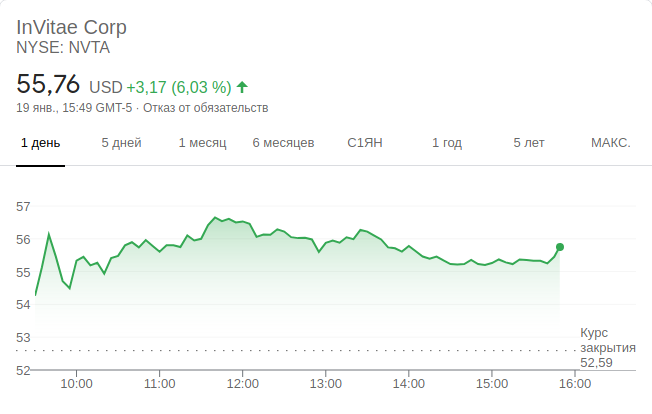 InVitae Corp
NYSE: NVTA
55,76 USD +3,17 (6,03 %)
19 янв., 15:49 GMT-5 · Отказ от обязательств
1 день 5 дней 1 месяц 6 месяцев С1ЯН 1 год 5 лет МАКС.
57
56
55
54
53
Курс
закрытия
52,59
52
10:00 11:00 12:00 13:00 14:00 15:00 16:00